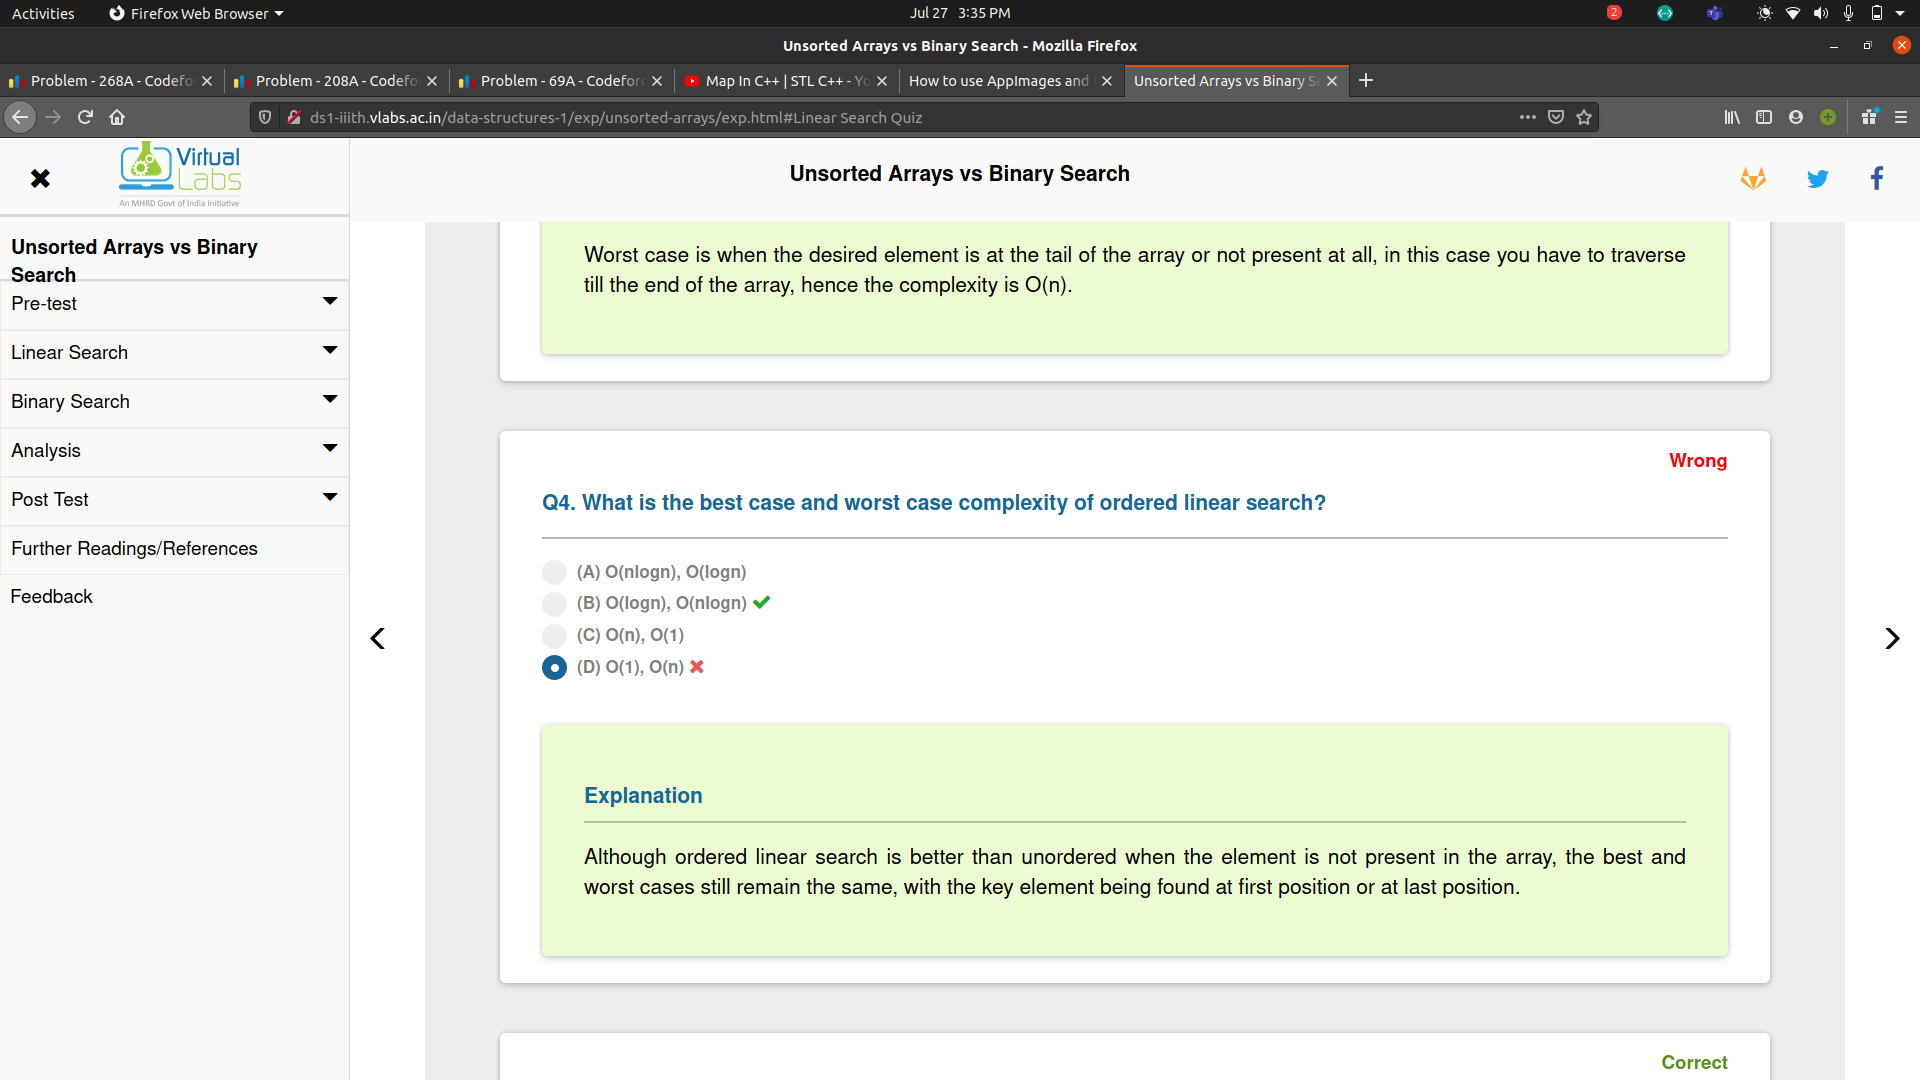 Activities
Firefox Web Browser
Jul 27 3:35 PM
2
Unsorted Arrays vs Binary Search - Mozilla Firefox
Problem - 268A - Codefo
Problem - 208A - Codefo
Problem - 69A - Codefor
Map In C++ | STL C++ - Yo
How to use AppImages and
Unsorted Arrays vs Binary S
ds1-iiith.vlabs.ac.in/data-structures-1/exp/unsorted-arrays/exp.html#Linear Search Quiz
Virtual
Labs
An MHRD Govt of India Initiative
Unsorted Arrays vs Binary Search
Unsorted Arrays vs Binary
Search
Pre-test
Linear Search
Binary Search
Analysis
Post Test
Further Readings/References
Feedback
Worst case is when the desired element is at the tail of the array or not present at all, in this case you have to traverse
till the end of the array, hence the complexity is O(n).
Wrong
Q4. What is the best case and worst case complexity of ordered linear search?
(A) O(nlogn), O(logn)
(B) O(logn), O(nlogn)
(C) O(n), O(1)
(D) O(1), O(n)
Explanation
Although ordered linear search is better than unordered when the element is not present in the array, the best and
worst cases still remain the same, with the key element being found at first position or at last position.
Correct